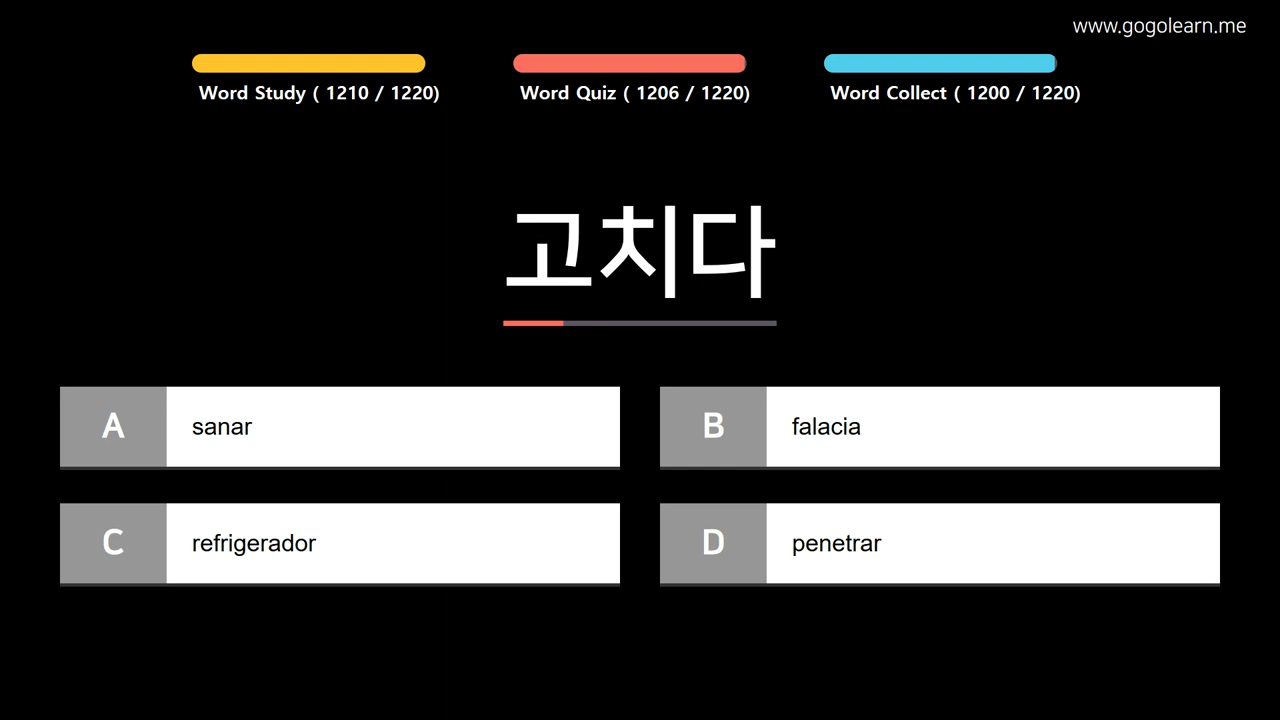 www.gogolearn.me
Word Study ( 1210 / 1220)
Word Quiz ( 1206 / 1220)
Word Collect ( 1200 / 1220)
고치다
A
sanar
B
falacia
C
refrigerador
D
penetrar